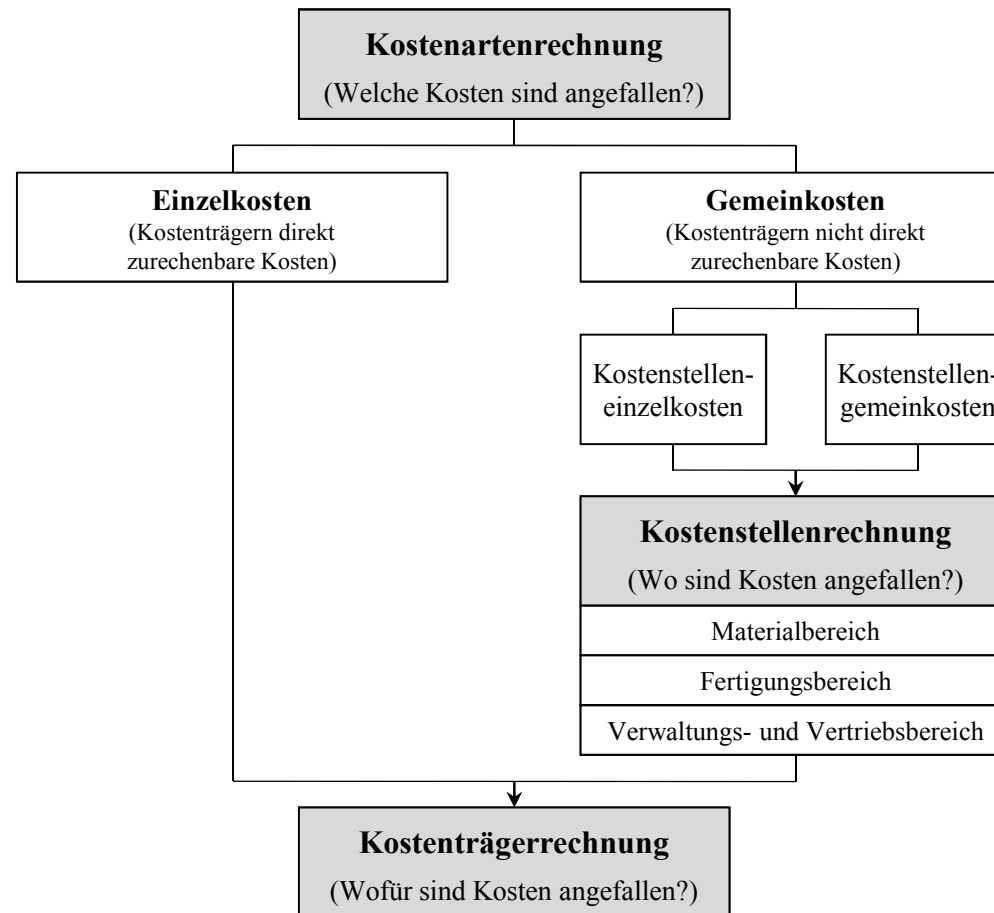 Kostenartenrechnung
(Welche Kosten sind angefallen?)
Einzelkosten
(Kostenträgern direkt
zurechenbare Kosten)
Gemeinkosten
(Kostenträgern nicht direkt
zurechenbare Kosten)
Kostenstellen-
einzelkosten
Kostenstellen-
gemeinkosten
Kostenstellenrechnung
(Wo sind Kosten angefallen?)
Materialbereich
Fertigungsbereich
Verwaltungs- und Vertriebsbereich
Kostenträgerrechnung
(Wofür sind Kosten angefallen?)